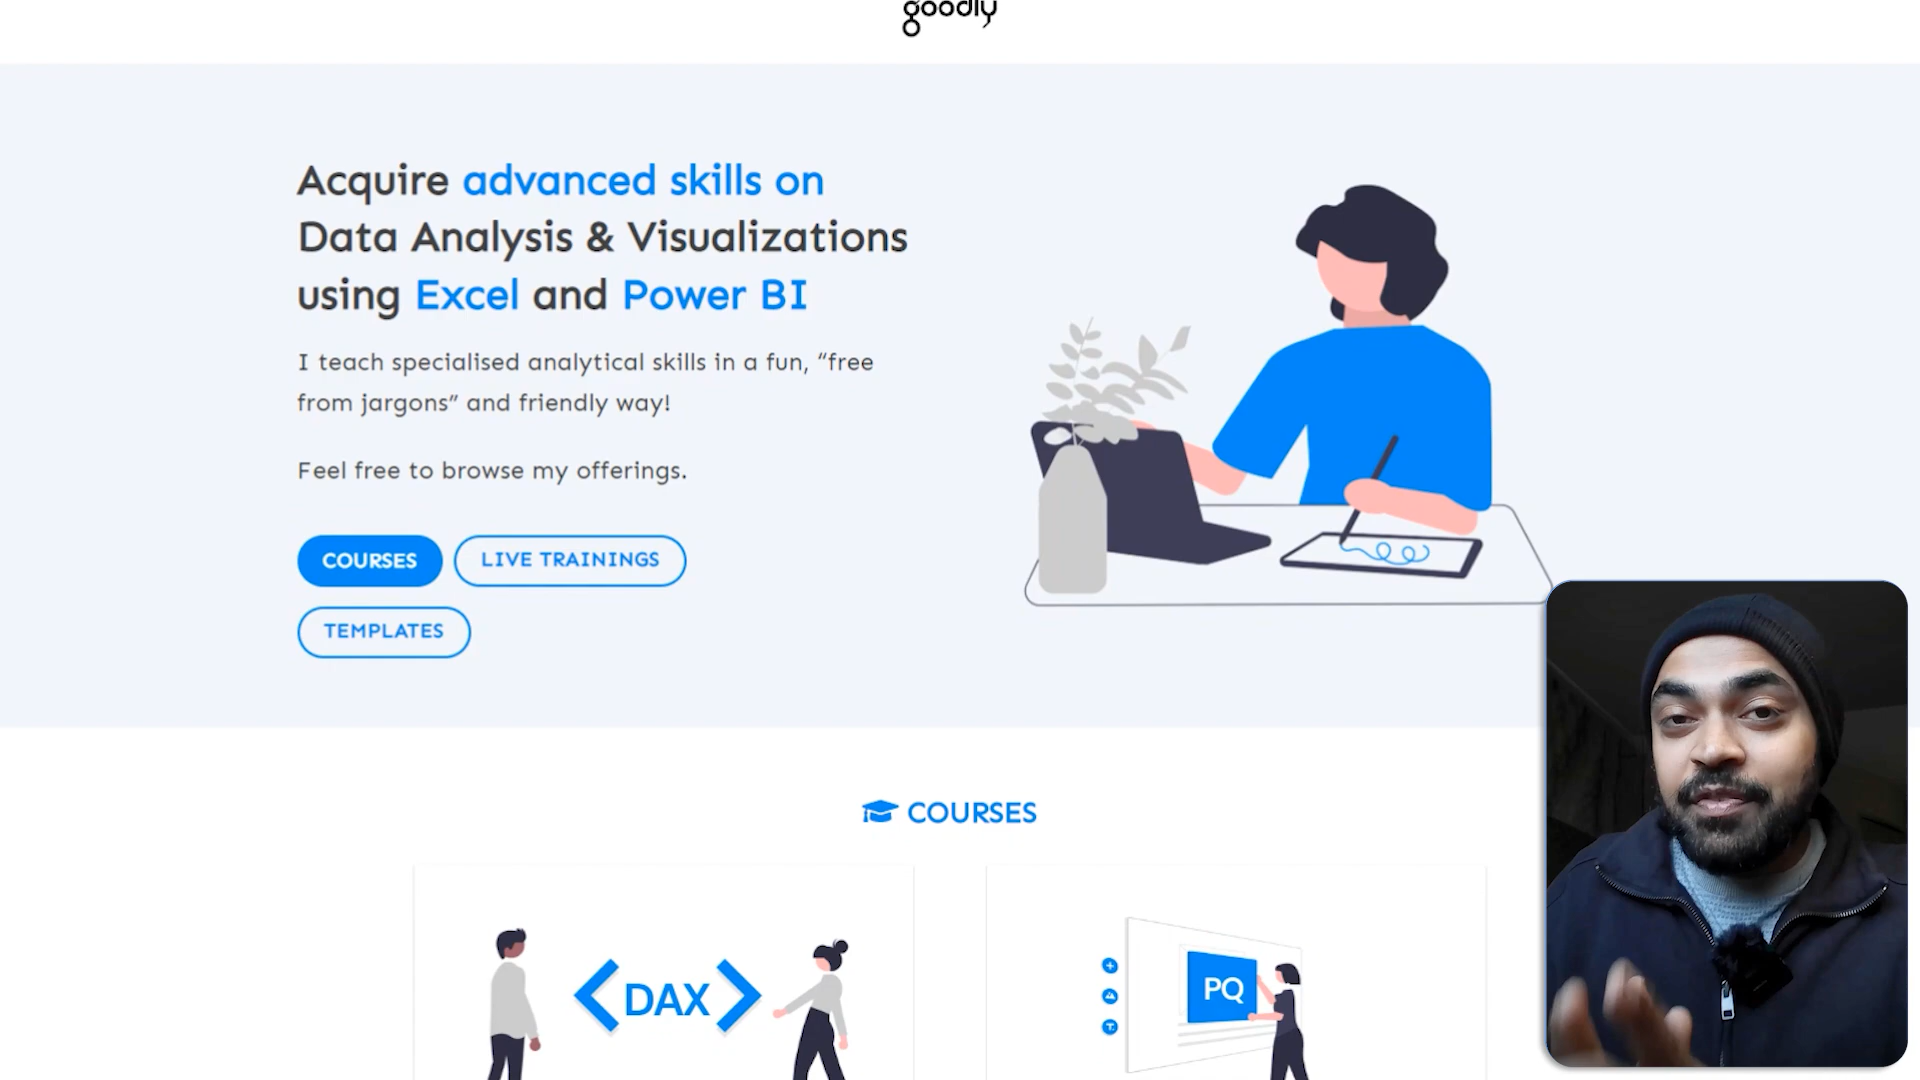 goodly
Acquire advanced skills on
Data Analysis & Visualizations
using Excel and Power BI
I teach specialised analytical skills in a fun, “free
from jargons” and friendly way!
Feel free to browse my offerings.
COURSES
LIVE TRAININGS
TEMPLATES
COURSES
<DAX>
PQ